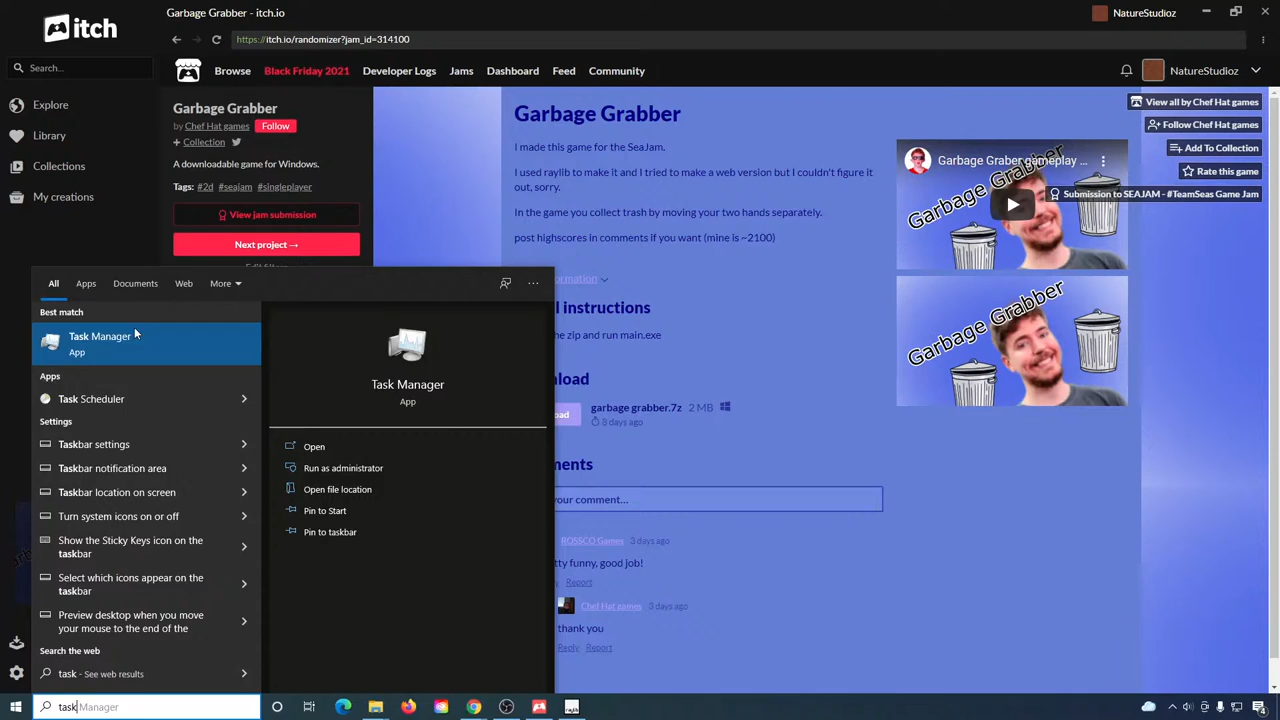 itch
https://itch.io/randomizer?jam_id=314100
NatureStudioz
Search...
Explore
Library
Collections
My creations
Browse
Black Friday 2021
Developer Logs
Jams
Dashboard
Feed
Community
NatureStudioz
Garbage Grabber
by Chef Hat games
Follow
Collection
A downloadable game for Windows.
Tags: #2d #seajam #singleplayer
View jam submission
Next project →
Garbage Grabber
I made this game for the SeaJam.
I used raylib to make it and I tried to make a web version but I couldn't figure it
out, sorry.
In the game you collect trash by moving your two hands separately.
post highscores in comments if you want (mine is ~2100)
ormation
l instructions
he zip and run main.exe
nload
oad
garbage grabber.7z 2 MB
3 days ago
ments
your comment...
ROSSCO Games 3 days ago
tty funny, good job!
Report
Chef Hat games 3 days ago
thank you
Reply Report
View all by Chef Hat games
Follow Chef Hat games
Add To Collection
Rate this game
Submission to SEAJAM - #TeamSeas Game Jam
Garbage Grabber gameplay ...
Garbage Grabber
Garbage Grabber
All
Apps
Documents
Web
More
Best match
Task Manager
App
Apps
Task Scheduler
Settings
Taskbar settings
Taskbar notification area
Taskbar location on screen
Turn system icons on or off
Show the Sticky Keys icon on the
taskbar
Select which icons appear on the
taskbar
Preview desktop when you move
your mouse to the end of the
Search the web
task - See web results
Task Manager
App
Open
Run as administrator
Open file location
Pin to Start
Pin to taskbar
task Manager